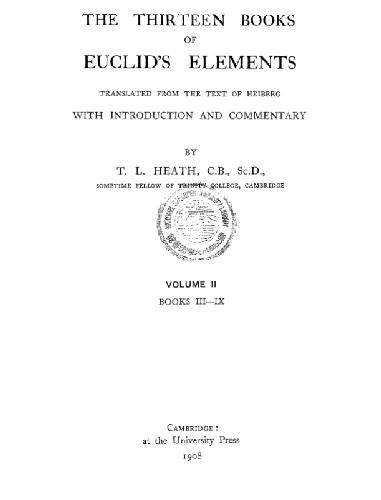 THE THIRTEEN BOOKS
OF
EUCLID'S ELEMENTS
TRANSLATED FROM THE TEXT OF HEIBERG
WITH INTRODUCTION AND COMMENTARY
BY
T. L. HEATH, C.B., Sc.D.,
SOMETIME FELLOW OF TRINITY COLLEGE, CAMBRIDGE
VOLUME II
BOOKS III—IX
CAMBRIDGE:
at the University Press
1908